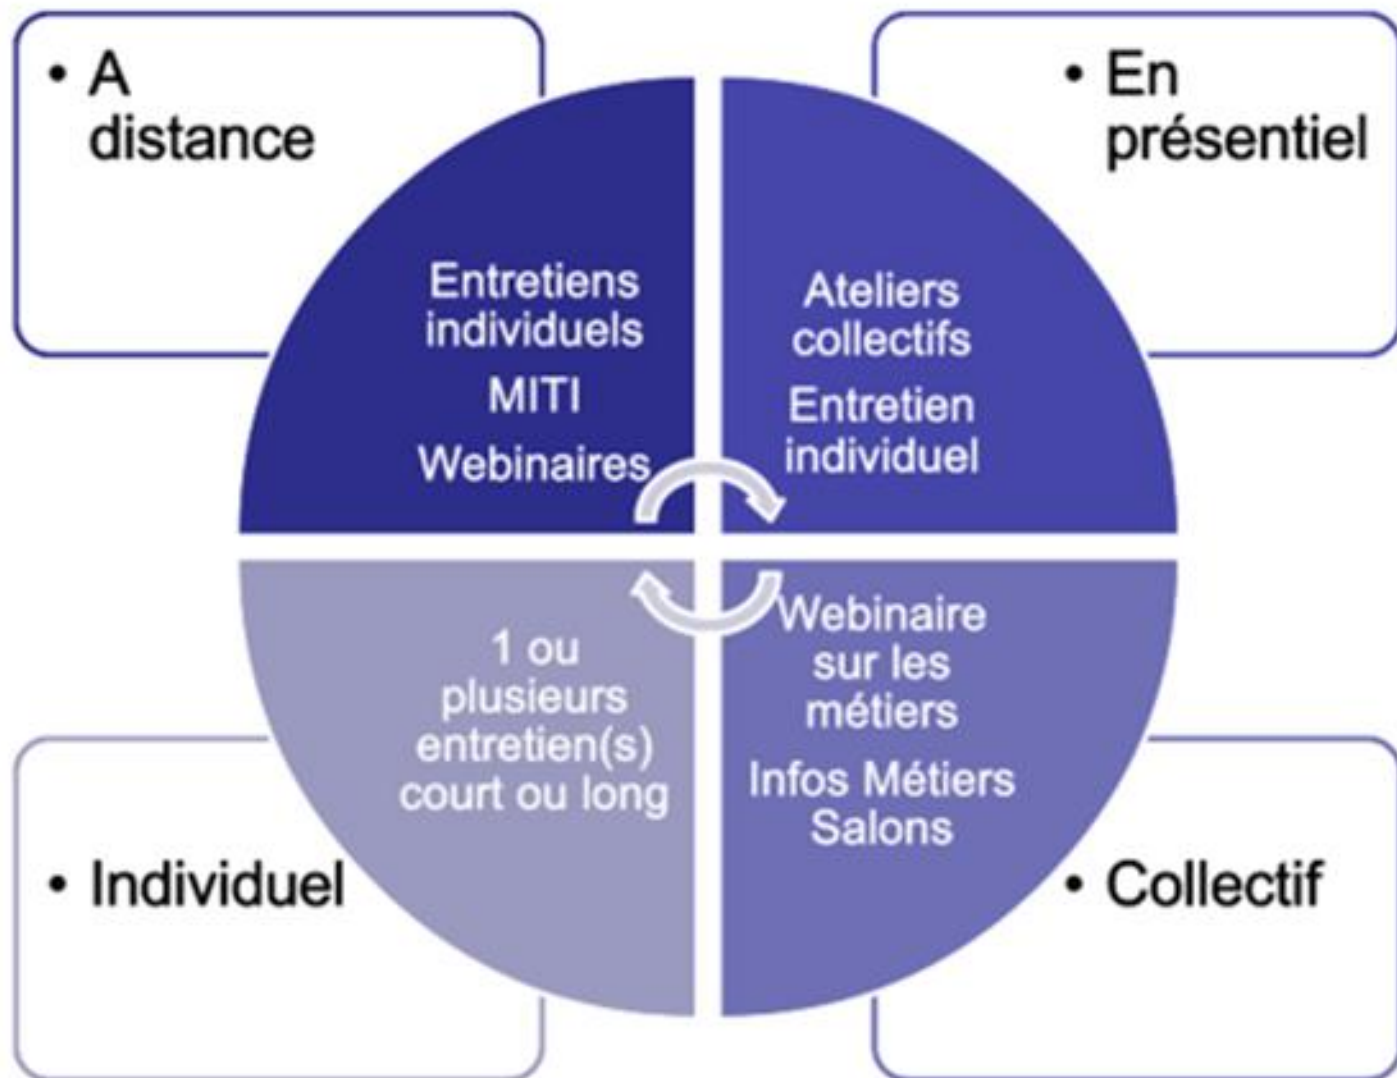 • A
distance
• En
présentiel
Entretiens
individuels
MITI
Webinaires
Ateliers
collectifs
Entretien
individuel
1 ou
plusieurs
entretien(s)
court ou long
Webinaire
sur les
métiers
Infos Métiers
Salons
• Individuel
• Collectif